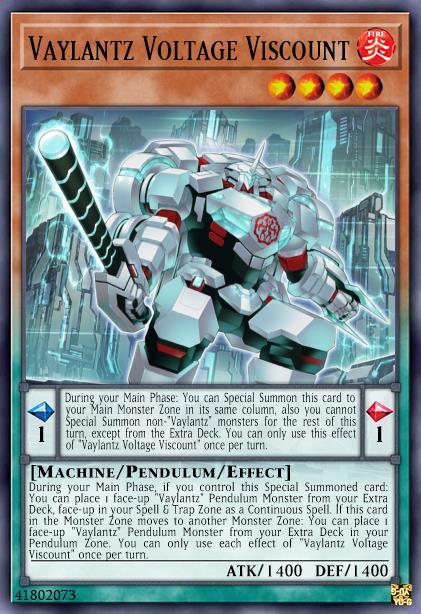 VAYLANTZ VOLTAGE VISCOUNT
FIRE
炎
During your Main Phase: You can Special Summon this card to
your Main Monster Zone in its same column, also you cannot
Special Summon non-"Vaylantz" monsters for the rest of this
turn, except from the Extra Deck. You can only use this effect
of "Vaylantz Voltage Viscount" once per turn.
1
1
[MACHINE/PENDULUM/EFFECT]
During your Main Phase, if you control this Special Summoned card:
You can place 1 face-up "Vaylantz" Pendulum Monster from your Extra
Deck, face-up in your Spell & Trap Zone as a Continuous Spell. If this card
in the Monster Zone moves to another Monster Zone: You can place 1
face-up "Vaylantz" Pendulum Monster from your Extra Deck in your
Pendulum Zone. You can only use each effect of "Vaylantz Voltage
Viscount" once per turn.
ATK/1400 DEF/1400
41802073